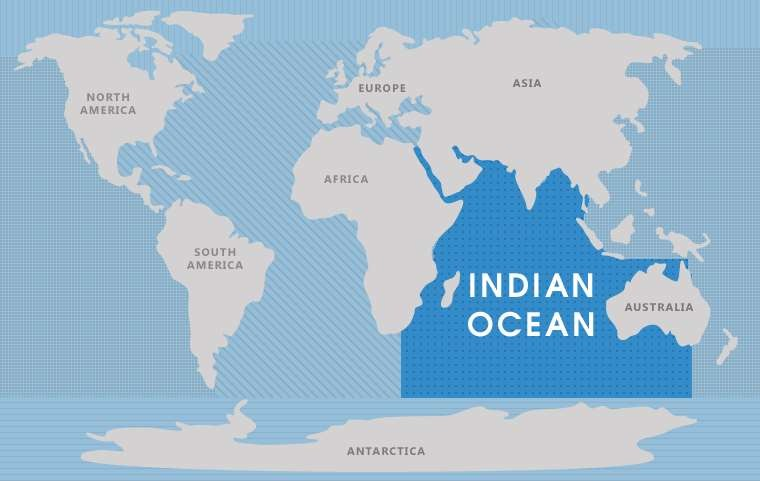 EUROPE
ASIA
NORTH
AMERICA
AFRICA
SOUTH
AMERICA
INDIAN
OCEAN
AUSTRALIA
ANTARCTICA